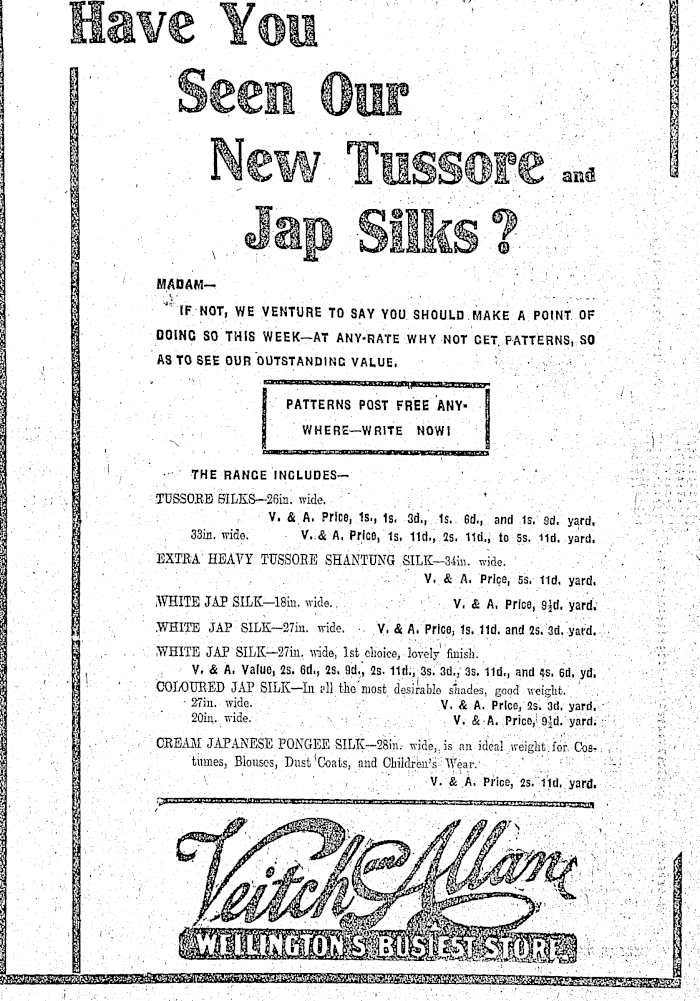 Have You
Seen Our
New Tussore and
Jap Silks?
MADAM—
IF NOT, WE VENTURE TO SAY YOU SHOULD MAKE A POINT OF
DOING SO THIS WEEK—AT ANY-RATE WHY NOT GET PATTERNS, SO
AS TO SEE OUR OUTSTANDING VALUE.
PATTERNS POST FREE ANY-
WHERE—WRITE NOW!
THE RANGE INCLUDES—
TUSSORE SILKS—26in. wide.
V. & A. Price, 1s., 1s. 3d., 1s. 6d., and 1s. 9d. yard.
33in. wide. V. & A. Price, 1s. 11d., 2s. 11d., to 5s. 11d. yard.
EXTRA HEAVY TUSSORE SHANTUNG SILK—34in. wide.
V. & A. Price, 5s. 11d. yard.
WHITE JAP SILK—18in. wide. V. & A. Price, 9½d. yard.
WHITE JAP SILK—27in. wide. V. & A. Price, 1s. 11d. and 2s. 3d. yard.
WHITE JAP SILK—27in. wide, 1st choice, lovely finish.
V. & A. Value, 2s. 6d., 2s. 9d., 2s. 11d., 3s. 3d., 3s. 11d., and 4s. 6d. yd.
COLOURED JAP SILK—In all the most desirable shades, good weight.
27in. wide. V. & A. Price, 2s. 3d. yard.
20in. wide. V. & A. Price, 9½d. yard.
CREAM JAPANESE PONGEE SILK—28in. wide, is an ideal weight for Cos-
tumes, Blouses, Dust Coats, and Children's Wear.
V. & A. Price, 2s. 11d. yard.
Veitch and Allan
WELLINGTON'S BUSIEST STORE.